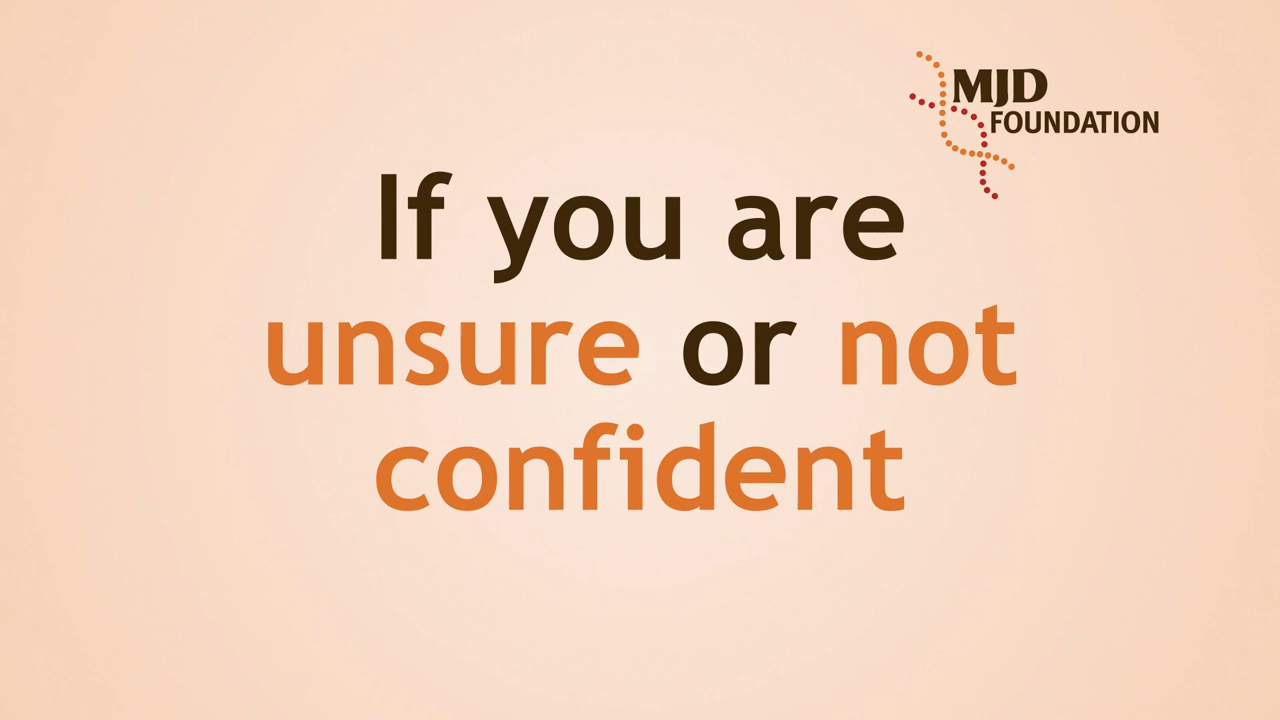 MJD
FOUNDATION
If you are
unsure or not
confident